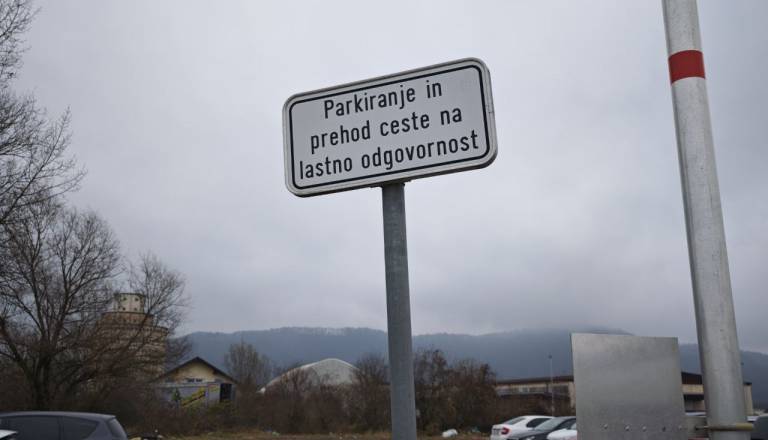 Parkiranje in
prehod ceste na
lastno odgovornost